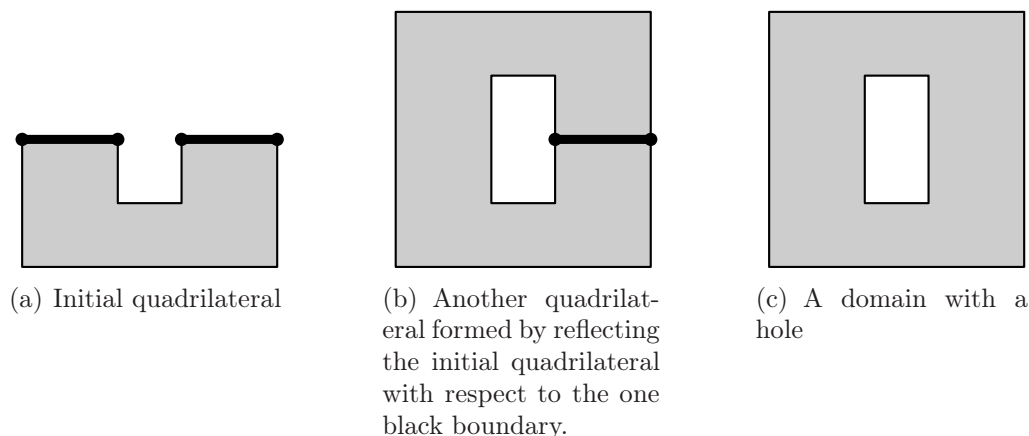 (a) Initial quadrilateral
(b) Another quadrilat-
eral formed by reflecting
the initial quadrilateral
with respect to the one
black boundary.
(c) A domain with a
hole